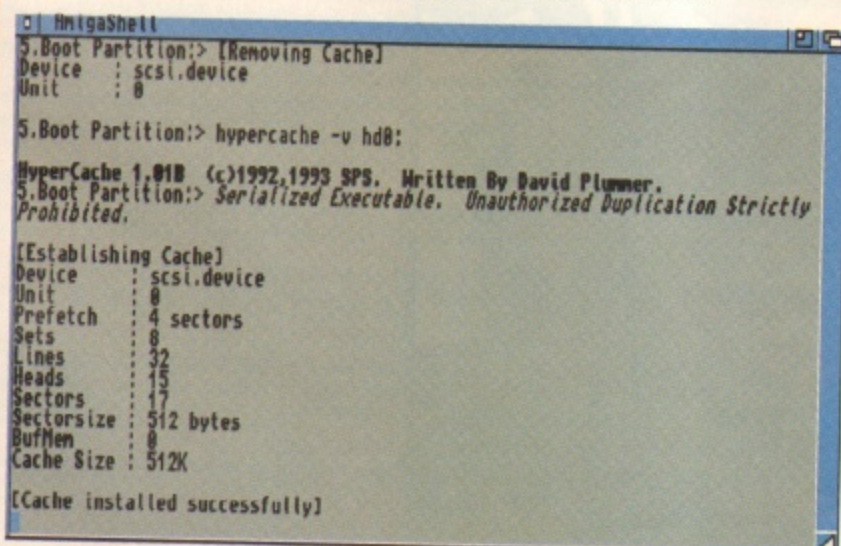 AmigaShell
5.Boot Partition:> [Removing Cache]
Device : scsi.device
Unit : 0
5.Boot Partition:> hypercache -v hd0:
HyperCache 1.01B (c)1992,1993 SPS. Written By David Plummer.
5.Boot Partition:> Serialized Executable. Unauthorized Duplication Strictly
Prohibited.
[Establishing Cache]
Device : scsi.device
Unit : 0
Prefetch : 4 sectors
Sets : 8
Lines : 32
Heads : 15
Sectors : 17
Sectorsize : 512 bytes
BufMem : 0
Cache Size : 512K
[Cache installed successfully]